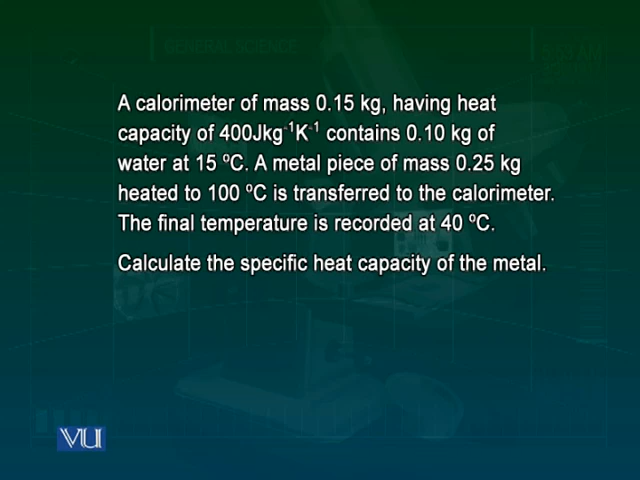 GENERAL SCIENCE
A calorimeter of mass 0.15 kg, having heat
capacity of 400Jkg⁻¹K⁻¹ contains 0.10 kg of
water at 15 ºC. A metal piece of mass 0.25 kg
heated to 100 ºC is transferred to the calorimeter.
The final temperature is recorded at 40 ºC.
Calculate the specific heat capacity of the metal.
VU